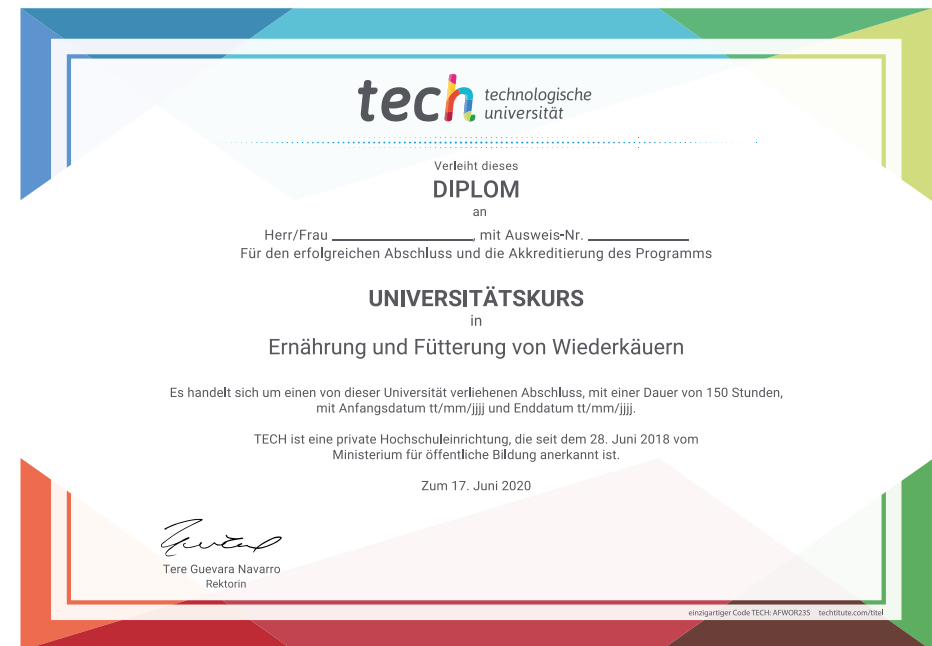 tech technologische
universität
Verleiht dieses
DIPLOM
an
Herr/Frau ____________________, mit Ausweis-Nr. ______________
Für den erfolgreichen Abschluss und die Akkreditierung des Programms
UNIVERSITÄTSKURS
in
Ernährung und Fütterung von Wiederkäuern
Es handelt sich um einen von dieser Universität verliehenen Abschluss, mit einer Dauer von 150 Stunden,
mit Anfangsdatum tt/mm/jjjj und Enddatum tt/mm/jjjj.
TECH ist eine private Hochschuleinrichtung, die seit dem 28. Juni 2018 vom
Ministerium für öffentliche Bildung anerkannt ist.
Zum 17. Juni 2020
Tere Guevara Navarro
Rektorin
einzigartiger Code TECH: AFWOR23S techtitute.com/titel